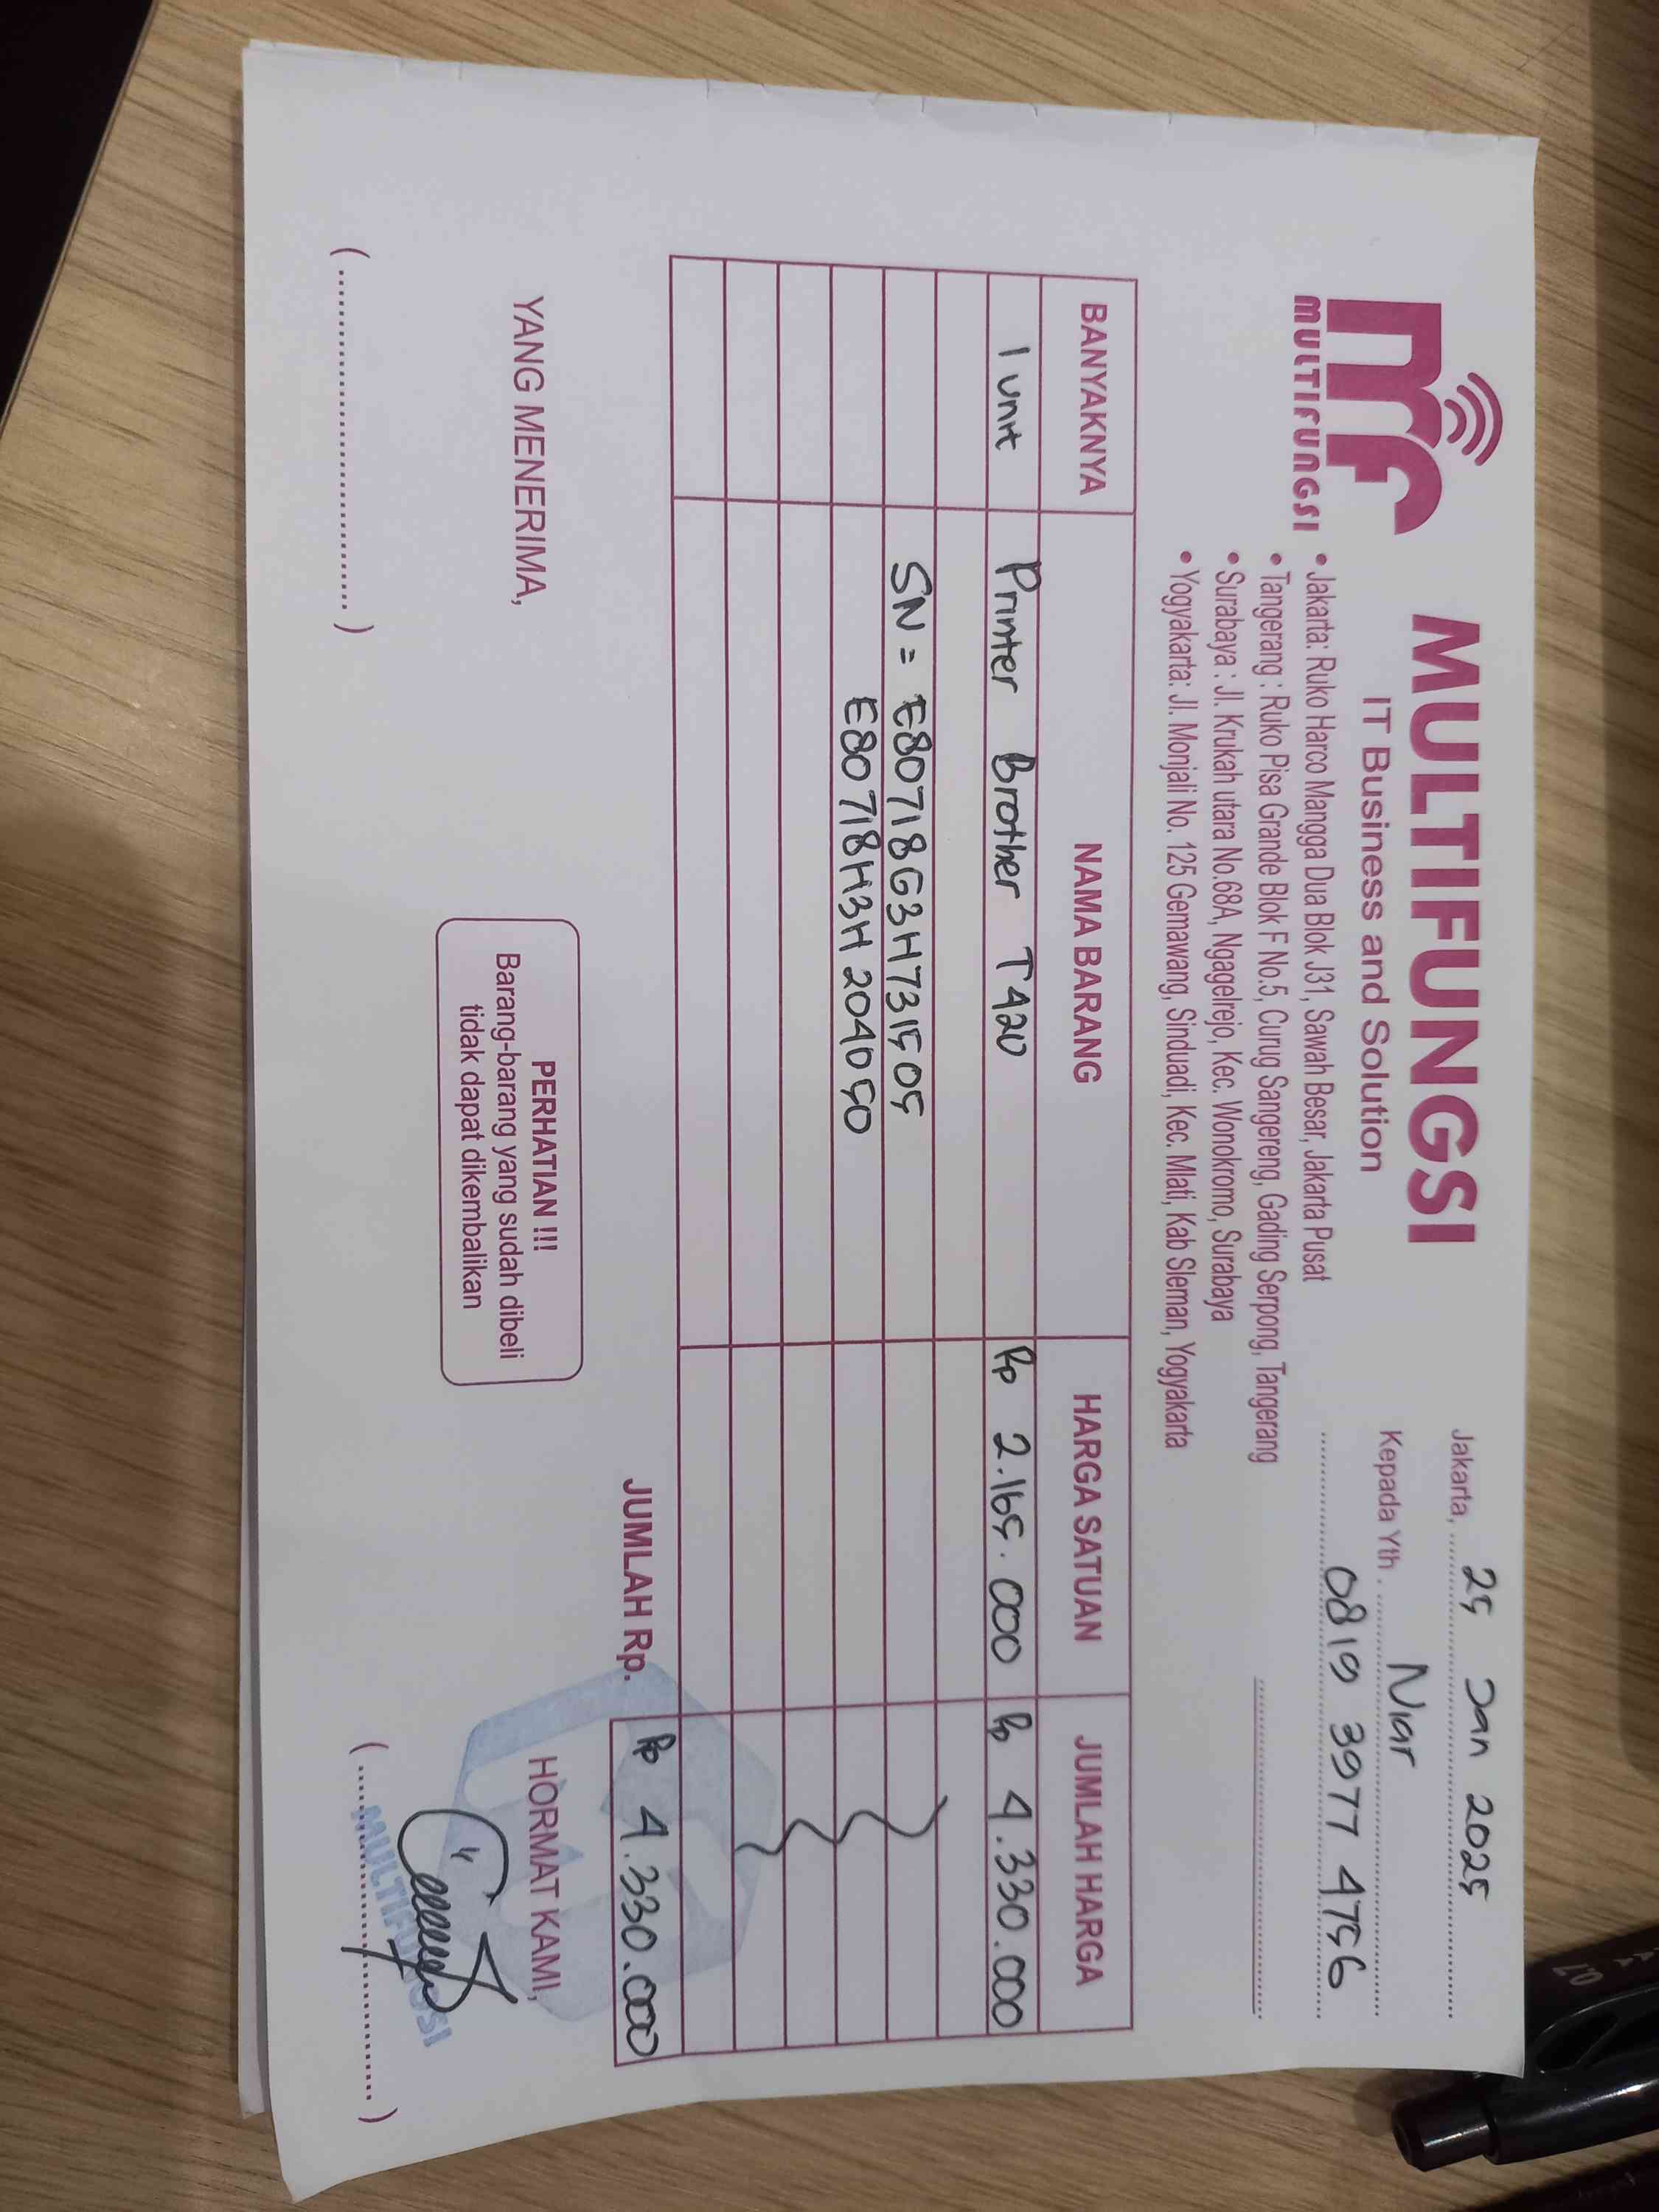 MULTIFUNGSI
MULTIFUNGSI
IT Business and Solution
• Jakarta: Ruko Harco Mangga Dua Blok J31, Sawah Besar, Jakarta Pusat
• Tangerang : Ruko Pisa Grande Blok F No.5, Curug Sangereng, Gading Serpong, Tangerang
• Surabaya : Jl. Krukah utara No.68A, Ngagelrejo, Kec. Wonokromo, Surabaya
• Yogyakarta: Jl. Monjali No. 125 Gemawang, Sinduadi, Kec. Mlati, Kab Sleman, Yogyakarta
Jakarta, 25 Jan 2025
Kepada Yth. Niar
0819 3977 4756
BANYAKNYA NAMA BARANG HARGA SATUAN JUMLAH HARGA
1 unit Printer Brother T420 Rp 2.165.000 Rp 4.330.000
SN = E80718G3H731505
E80718H3H204050
JUMLAH Rp. Rp 4.330.000
YANG MENERIMA,
PERHATIAN !!!
Barang-barang yang sudah dibeli
tidak dapat dikembalikan
HORMAT KAMI,
MULTIFUNGSI
0.7